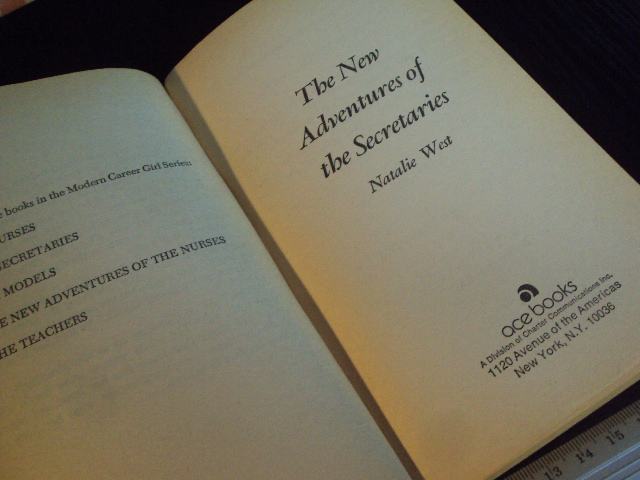 books in the Modern Career Girl Series:
URSES
SECRETARIES
MODELS
E NEW ADVENTURES OF THE NURSES
HE TEACHERS
The New
Adventures of
the Secretaries
Natalie West
ace books
A Division of Charter Communications Inc.
1120 Avenue of the Americas
New York, N.Y. 10036
13 14 15